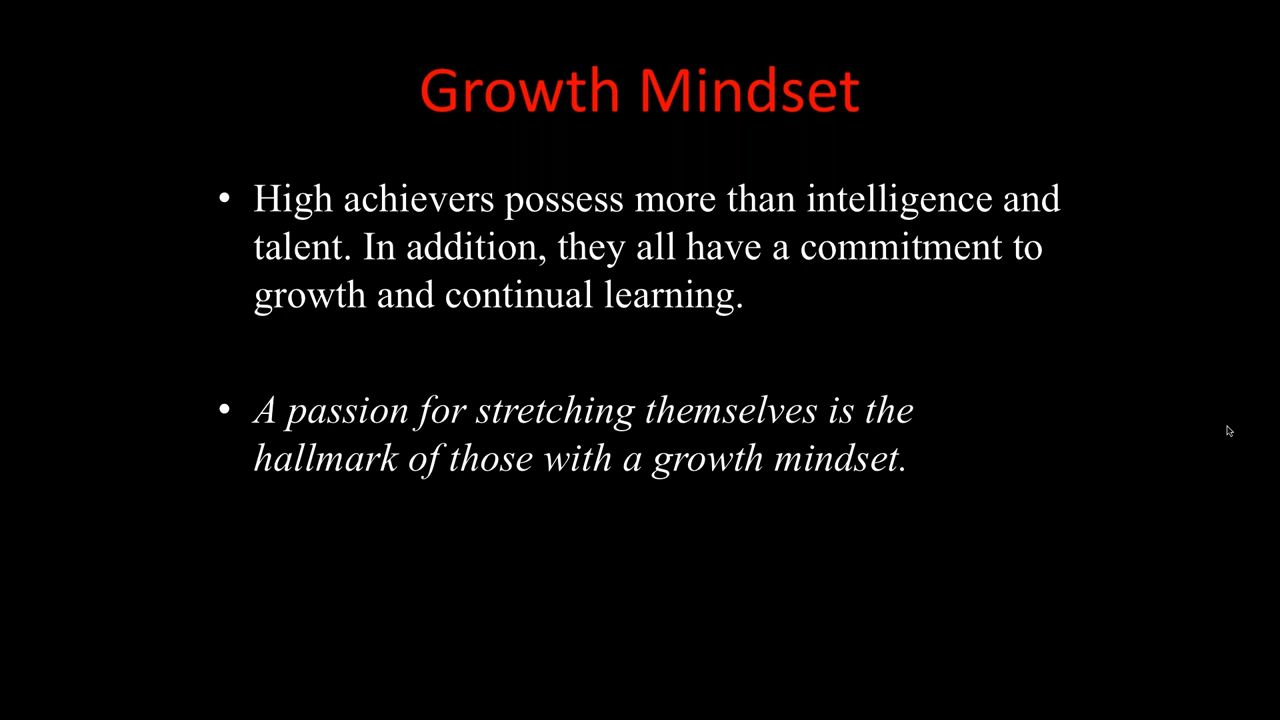 Growth Mindset
• High achievers possess more than intelligence and
talent. In addition, they all have a commitment to
growth and continual learning.
• A passion for stretching themselves is the
hallmark of those with a growth mindset.